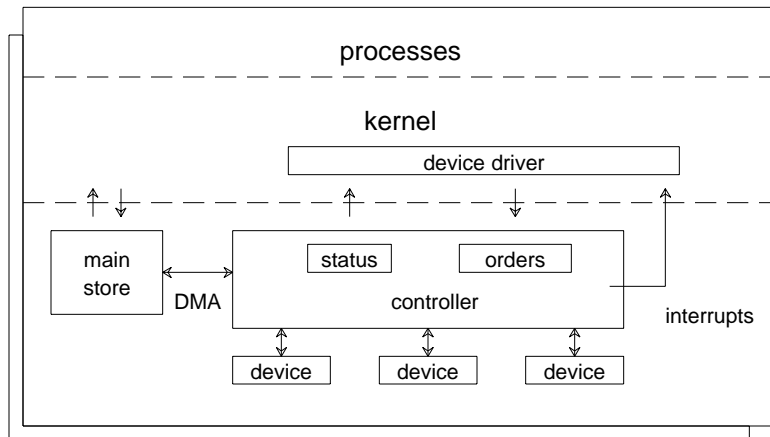 processes
kernel
device driver
main
store
status
orders
DMA
controller
interrupts
device
device
device